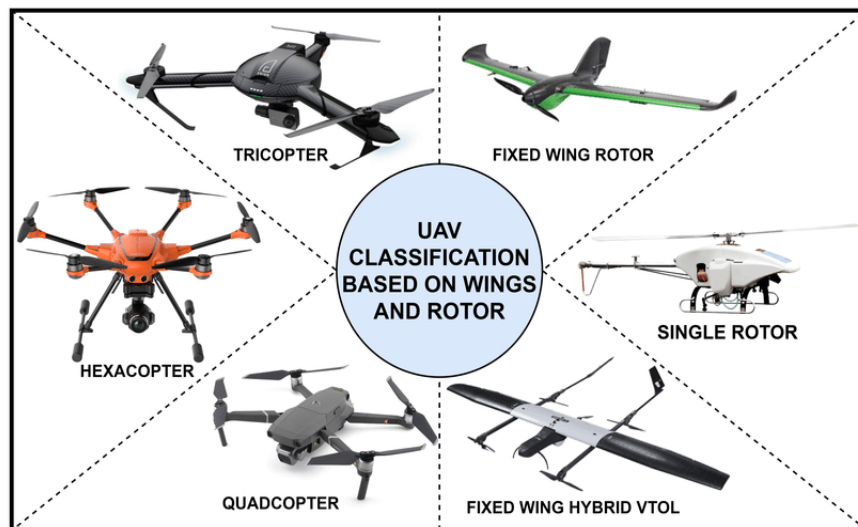 TRICOPTER
FIXED WING ROTOR
UAV
CLASSIFICATION
BASED ON WINGS
AND ROTOR
HEXACOPTER
SINGLE ROTOR
QUADCOPTER
FIXED WING HYBRID VTOL